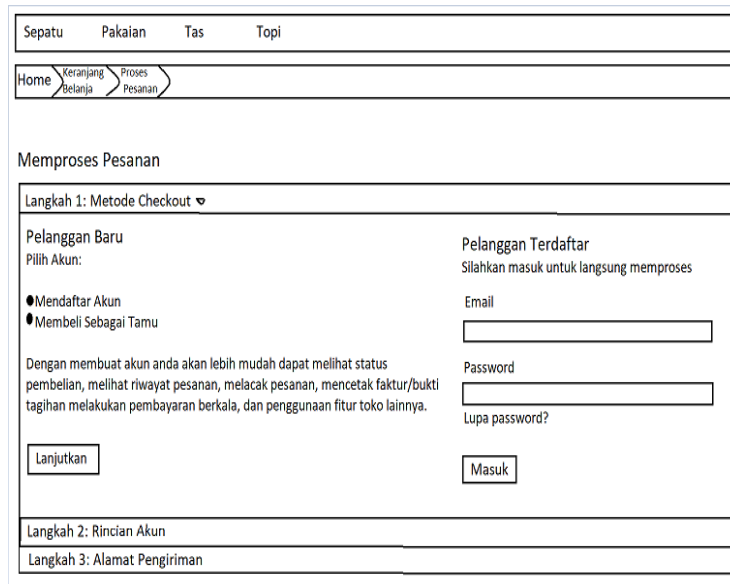 Sepatu Pakaian Tas Topi
Home Keranjang Belanja Proses Pesanan
Memproses Pesanan
Langkah 1: Metode Checkout
Pelanggan Baru
Pilih Akun:
Mendaftar Akun
Membeli Sebagai Tamu
Dengan membuat akun anda akan lebih mudah dapat melihat status
pembelian, melihat riwayat pesanan, melacak pesanan, mencetak faktur/bukti
tagihan melakukan pembayaran berkala, dan penggunaan fitur toko lainnya.
Lanjutkan
Pelanggan Terdaftar
Silahkan masuk untuk langsung memproses
Email
Password
Lupa password?
Masuk
Langkah 2: Rincian Akun
Langkah 3: Alamat Pengiriman